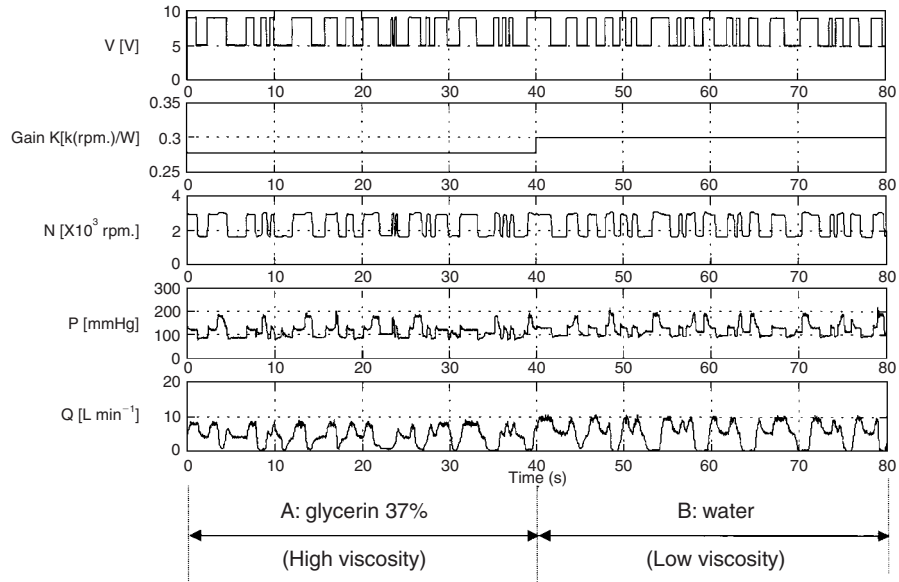 10
V [V]
5
0
0 10 20 30 40 50 60 70 80
0.35
Gain K[k(rpm.)/W]
0.3
0.25
0 10 20 30 40 50 60 70 80
4
N [X10³ rpm.]
2
0
0 10 20 30 40 50 60 70 80
300
200
P [mmHg]
100
0
0 10 20 30 40 50 60 70 80
20
Q [L min⁻¹]
10
0
0 10 20 30 40 50 60 70 80
Time (s)
A: glycerin 37% B: water
(High viscosity) (Low viscosity)